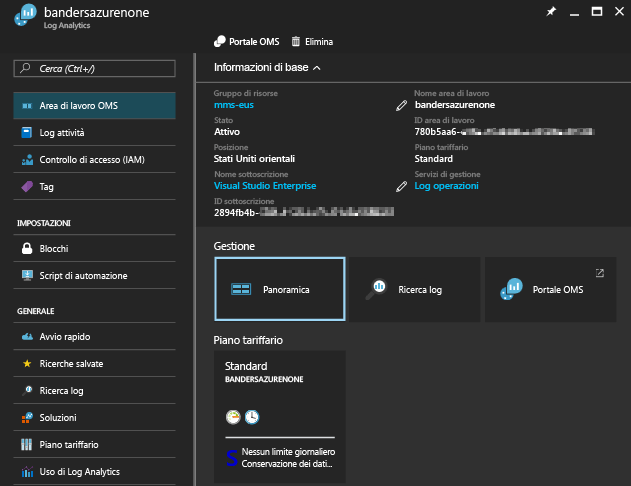 bandersazurenone
Log Analytics
Portale OMS
Elimina
Cerca (Ctrl+/)
Area di lavoro OMS
Log attività
Controllo di accesso (IAM)
Tag
IMPOSTAZIONI
Blocchi
Script di automazione
GENERALE
Avvio rapido
Ricerche salvate
Ricerca log
Soluzioni
Piano tariffario
Uso di Log Analytics
Informazioni di base
Gruppo di risorse
mms-eus
Stato
Attivo
Posizione
Stati Uniti orientali
Nome sottoscrizione
Visual Studio Enterprise
ID sottoscrizione
2894fb4b-
Nome area di lavoro
bandersazurenone
ID area di lavoro
780b5aa6-
Piano tariffario
Standard
Servizi di gestione
Log operazioni
Gestione
Panoramica
Ricerca log
Portale OMS
Piano tariffario
Standard
BANDERSAZURENONE
S
Nessun limite giornaliero
Conservazione dei dati...